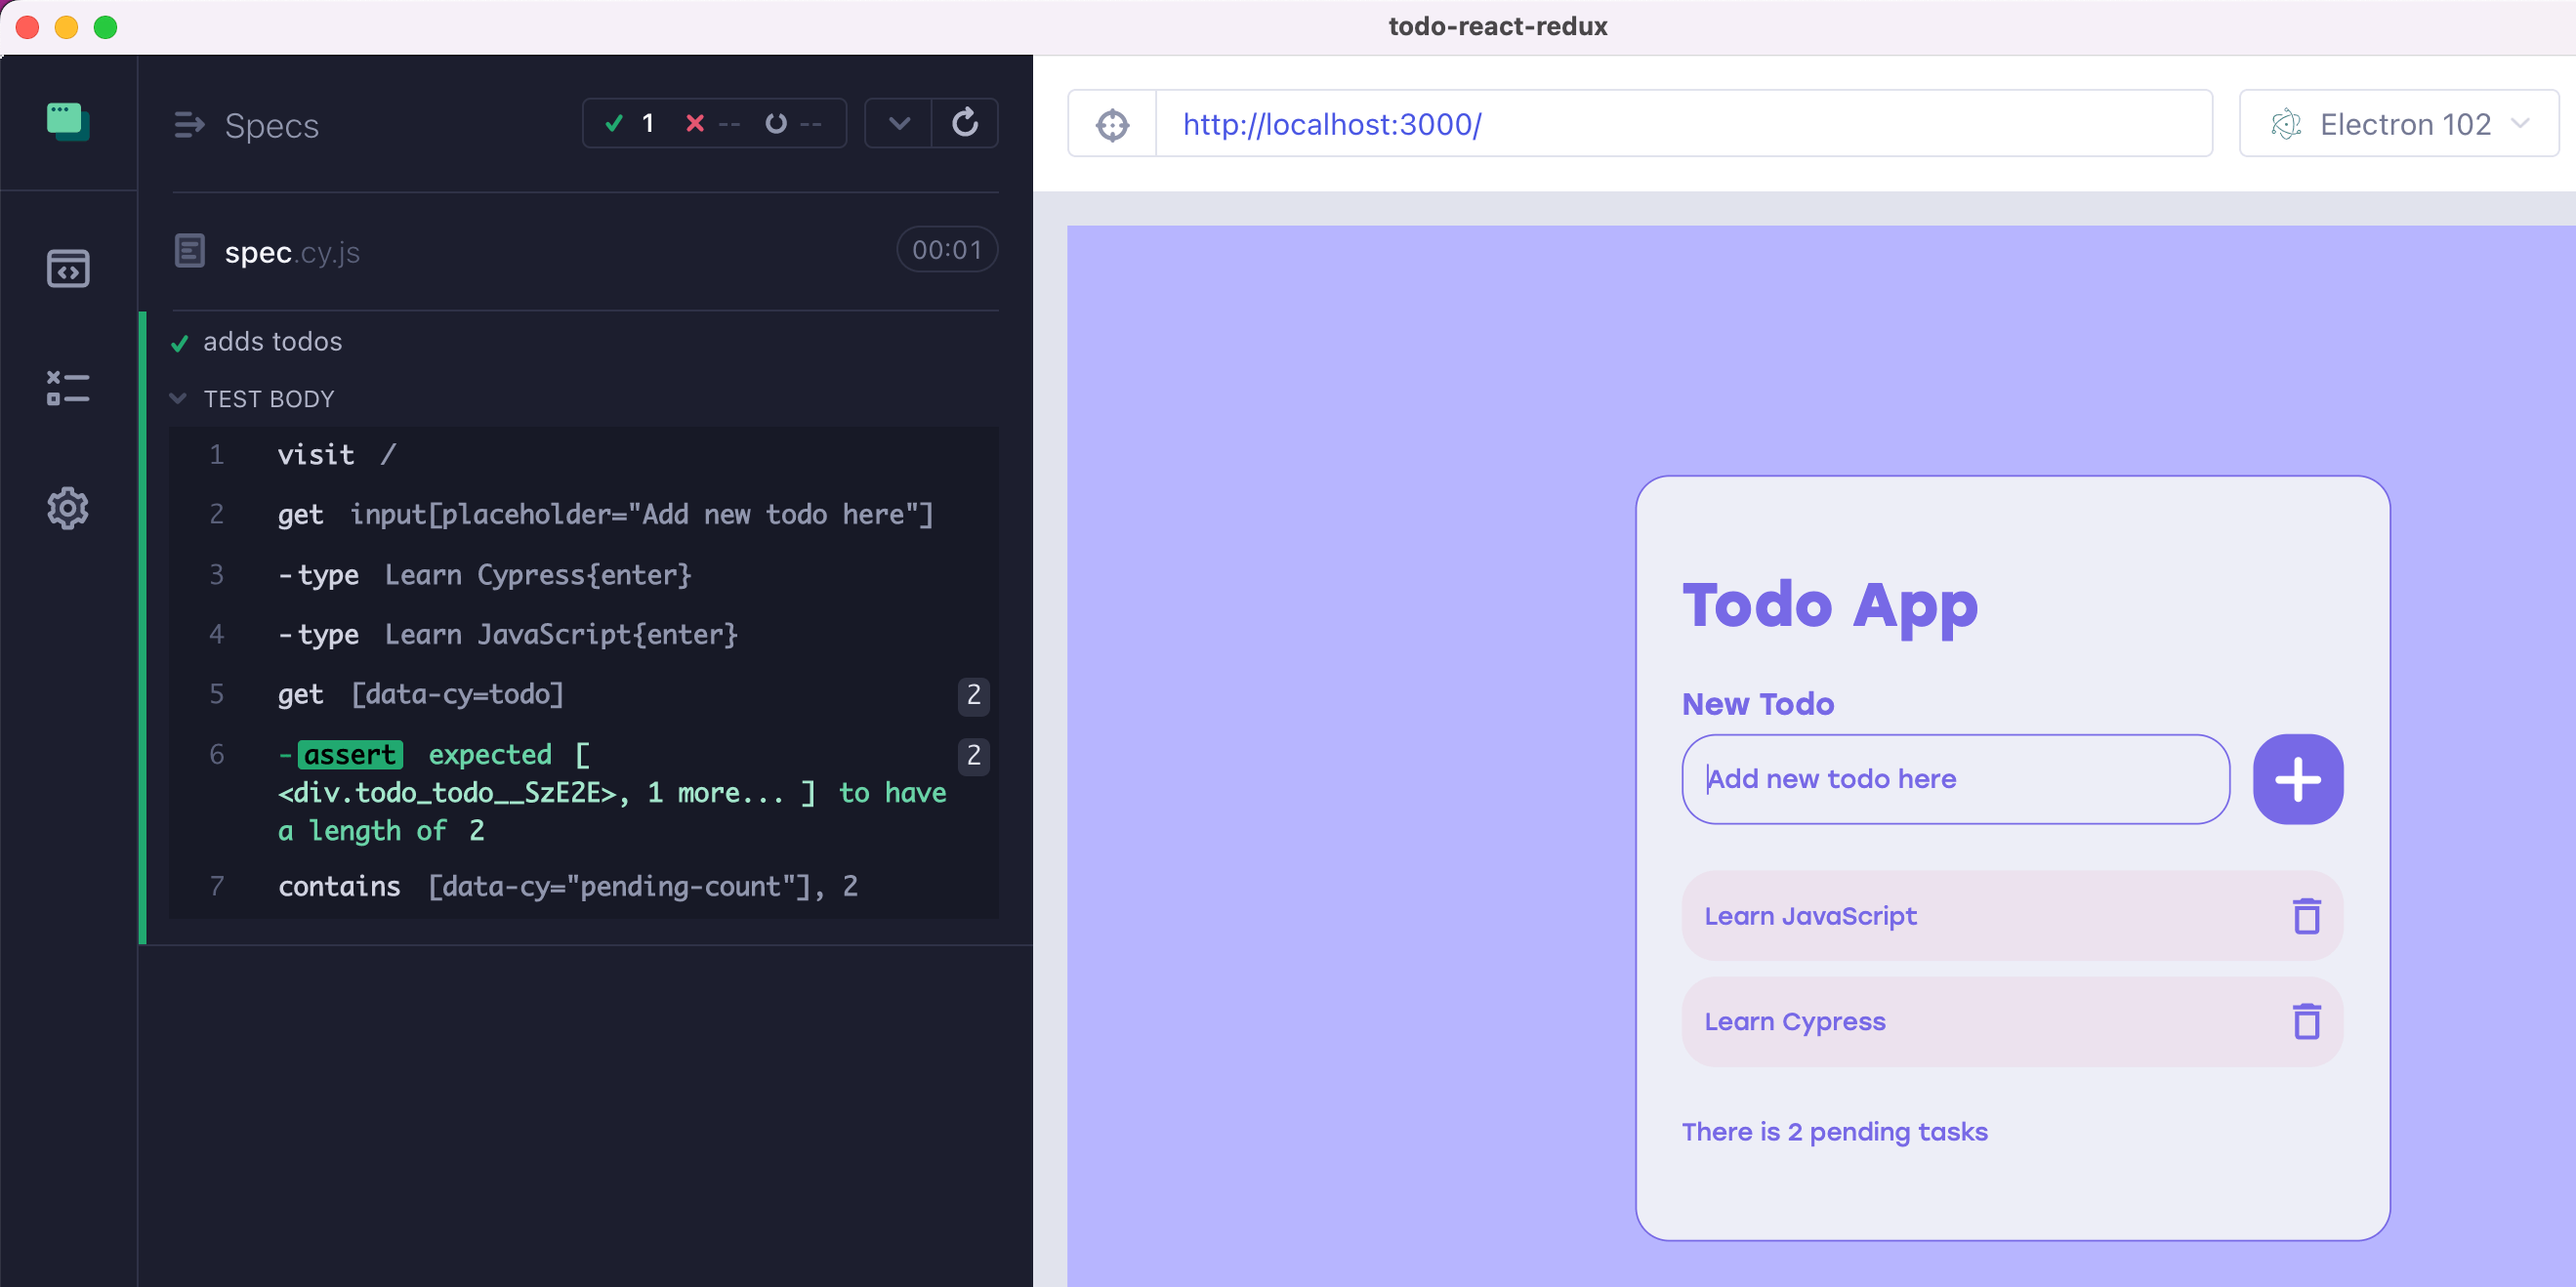 todo-react-redux
Specs
1 -- --
spec.cy.js 00:01
adds todos
TEST BODY
1 visit /
2 get input[placeholder="Add new todo here"]
3 -type Learn Cypress{enter}
4 -type Learn JavaScript{enter}
5 get [data-cy=todo] 2
6 -assert expected [ 2
<div.todo_todo__SzE2E>, 1 more... ] to have
a length of 2
7 contains [data-cy="pending-count"], 2
http://localhost:3000/
Electron 102
Todo App
New Todo
Add new todo here
Learn JavaScript
Learn Cypress
There is 2 pending tasks